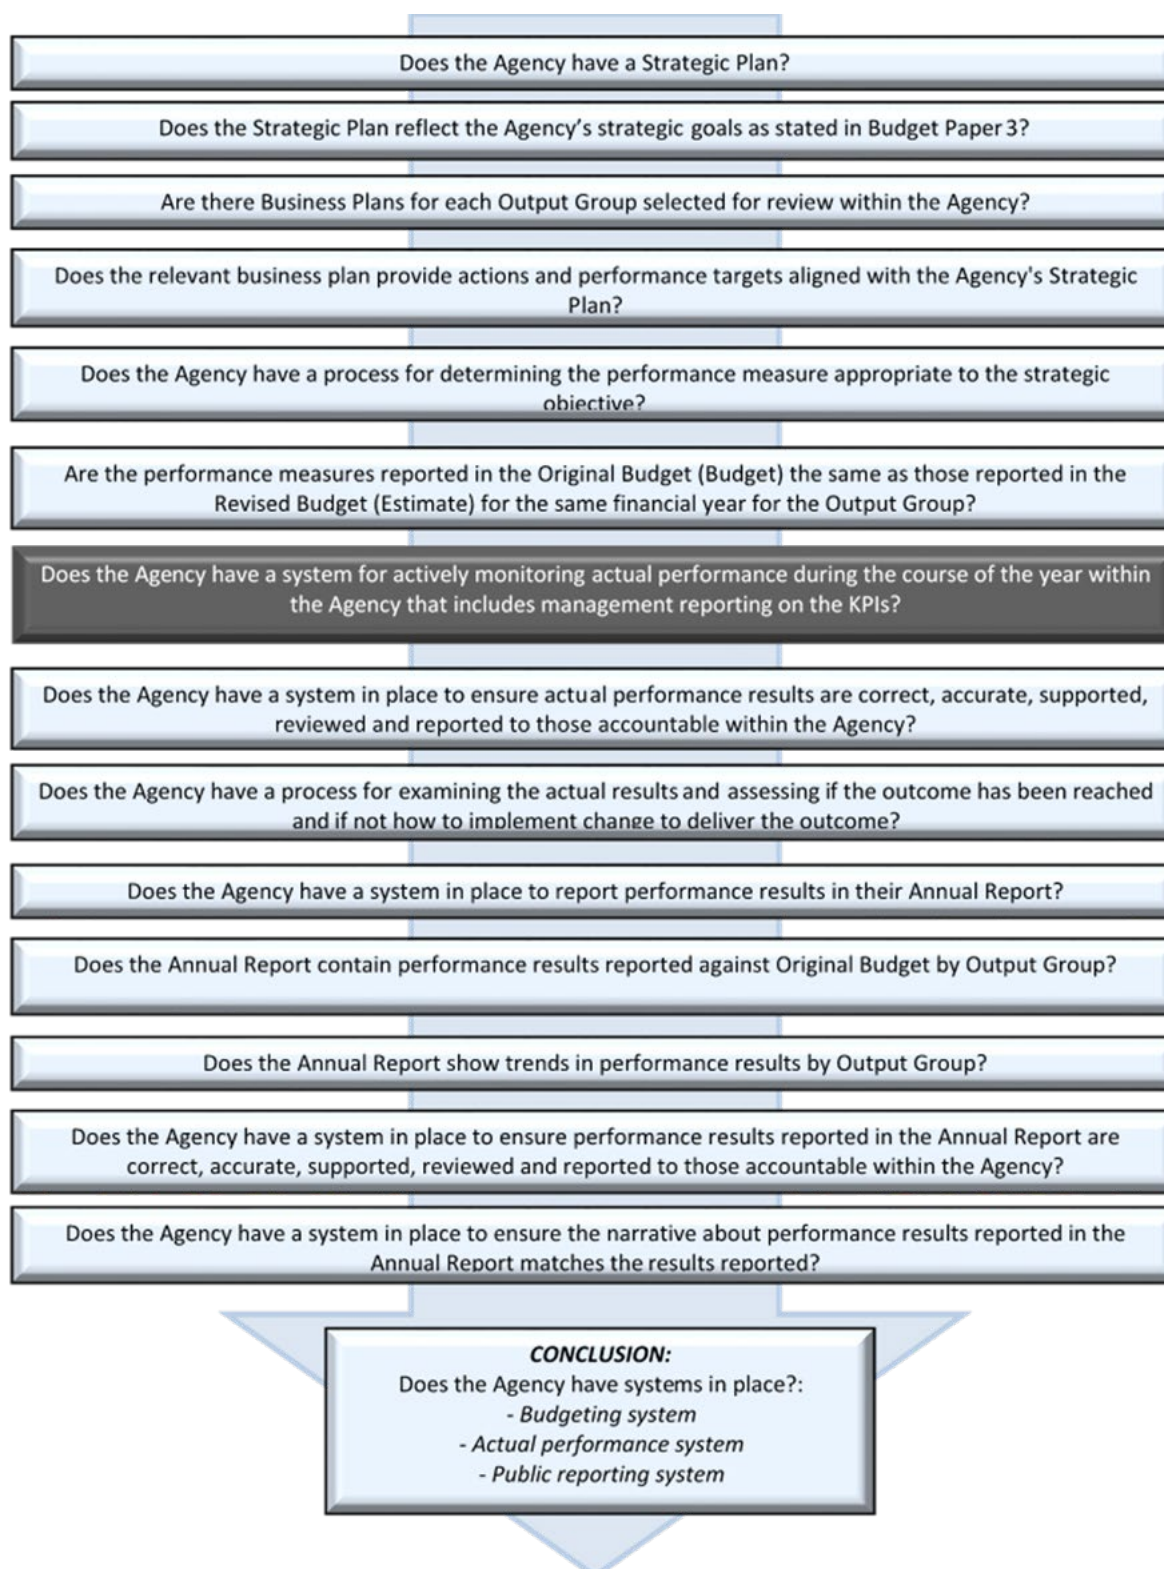 Does the Agency have a Strategic Plan?
Does the Strategic Plan reflect the Agency's strategic goals as stated in Budget Paper 3?
Are there Business Plans for each Output Group selected for review within the Agency?
Does the relevant business plan provide actions and performance targets aligned with the Agency's Strategic
Plan?
Does the Agency have a process for determining the performance measure appropriate to the strategic
objective?
Are the performance measures reported in the Original Budget (Budget) the same as those reported in the
Revised Budget (Estimate) for the same financial year for the Output Group?
Does the Agency have a system for actively monitoring actual performance during the course of the year within
the Agency that includes management reporting on the KPIs?
Does the Agency have a system in place to ensure actual performance results are correct, accurate, supported,
reviewed and reported to those accountable within the Agency?
Does the Agency have a process for examining the actual results and assessing if the outcome has been reached
and if not how to implement change to deliver the outcome?
Does the Agency have a system in place to report performance results in their Annual Report?
Does the Annual Report contain performance results reported against Original Budget by Output Group?
Does the Annual Report show trends in performance results by Output Group?
Does the Agency have a system in place to ensure performance results reported in the Annual Report are
correct, accurate, supported, reviewed and reported to those accountable within the Agency?
Does the Agency have a system in place to ensure the narrative about performance results reported in the
Annual Report matches the results reported?
CONCLUSION:
Does the Agency have systems in place?:
- Budgeting system
- Actual performance system
- Public reporting system